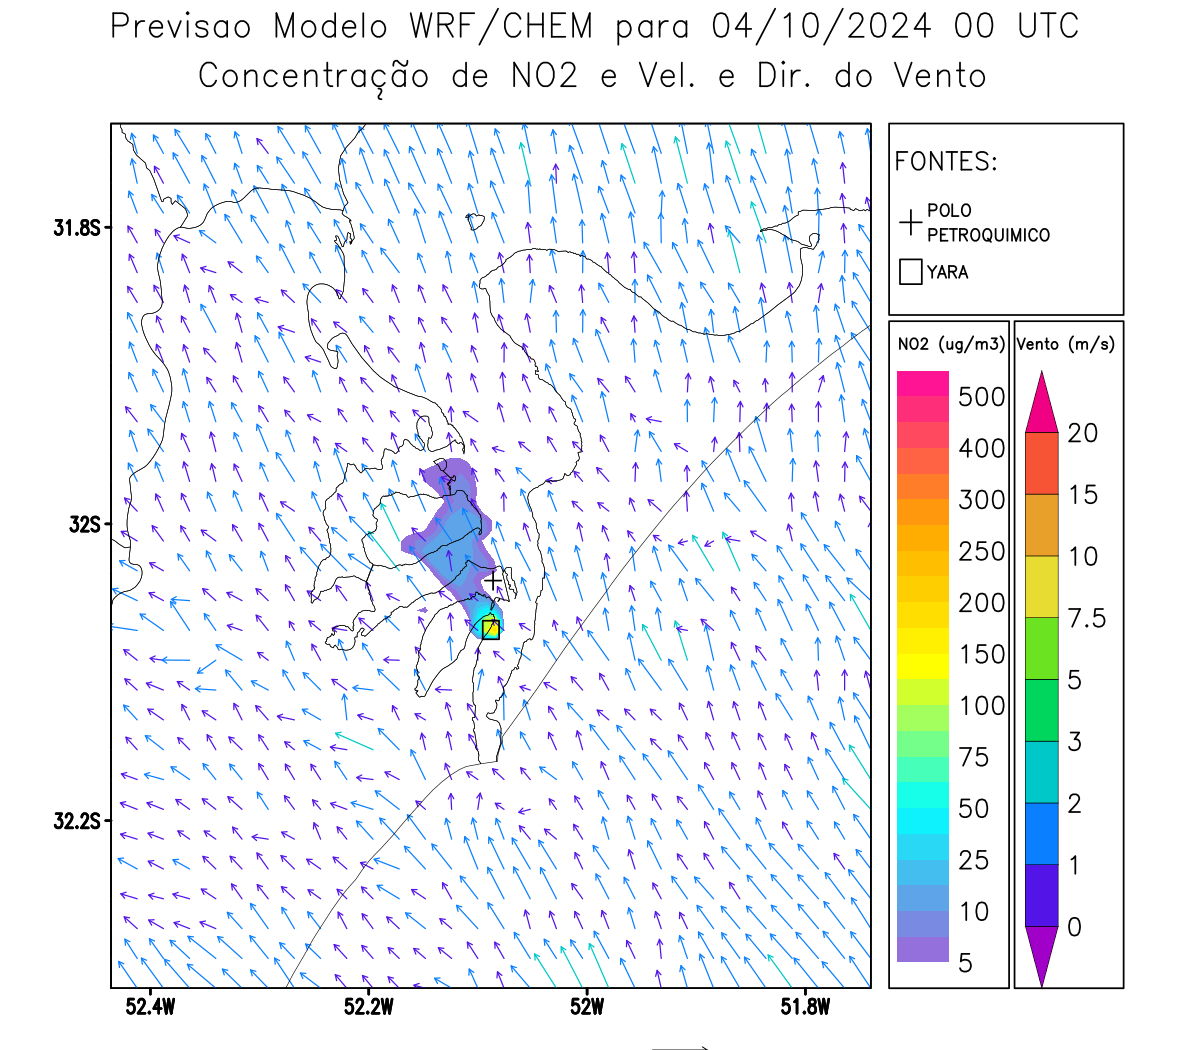 Previsao Modelo WRF/CHEM para 04/10/2024 00 UTC
Concentração de NO2 e Vel. e Dir. do Vento
FONTES:
POLO
PETROQUIMICO
YARA
NO2 (ug/m3)
500
400
300
250
200
150
100
75
50
25
10
5
Vento (m/s)
20
15
10
7.5
5
3
2
1
0
31.8S
32S
32.2S
52.4W
52.2W
52W
51.8W